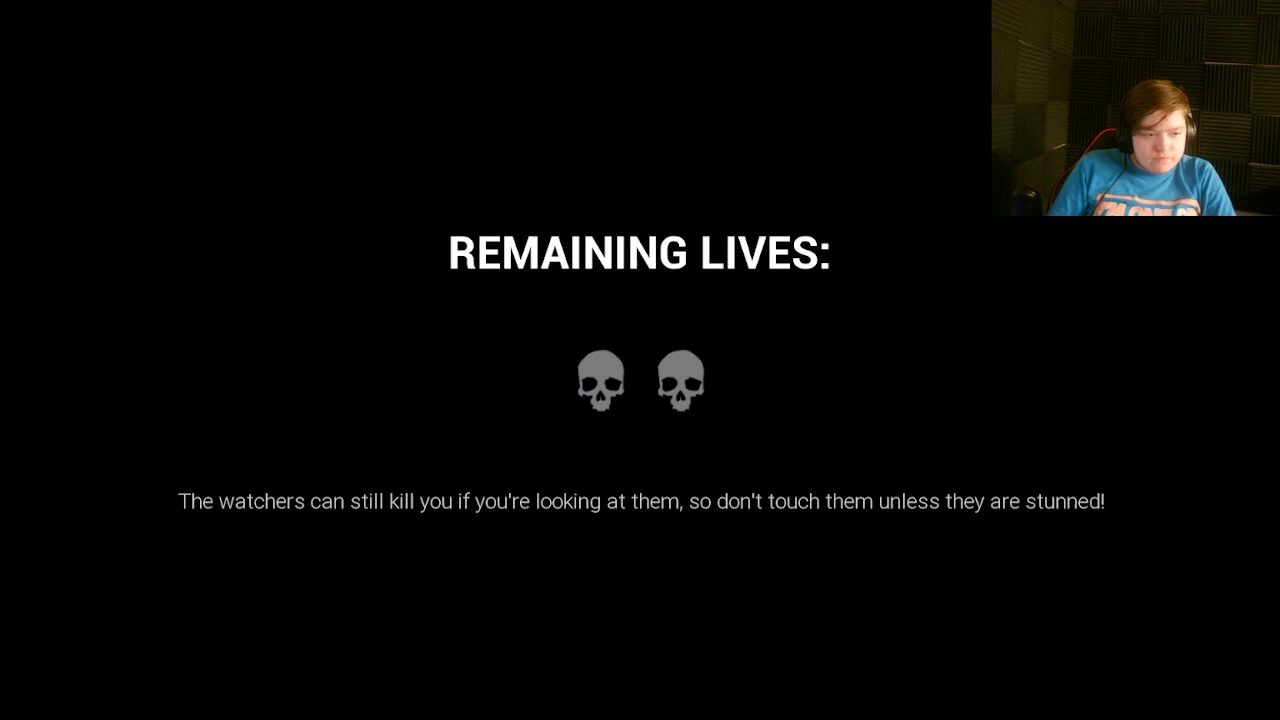 REMAINING LIVES:
The watchers can still kill you if you're looking at them, so don't touch them unless they are stunned!